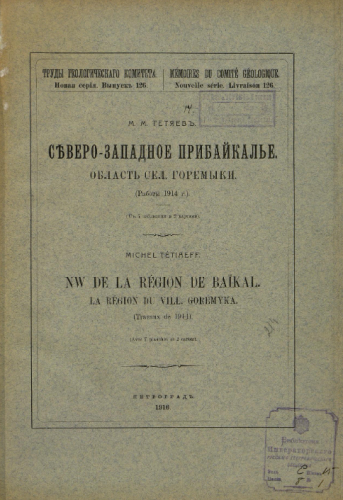 ТРУДЫ ГЕОЛОГИЧЕСКАГО КОМИТЕТА.
Новая серія. Выпускъ 126.
MÉMOIRES DU COMITÉ GÉOLOGIQUE.
Nouvelle série. Livraison 126.
М. М. ТЕТЯЕВЪ.
СѢВЕРО-ЗАПАДНОЕ ПРИБАЙКАЛЬЕ.
ОБЛАСТЬ СЕЛ. ГОРЕМЫКИ.
(Работы 1914 г.).
MICHEL TÉTIAEFF.
NW DE LA RÉGION DE BAÏKAL.
LA RÉGION DU VILL. GOREMYKA.
(Travaux de 1914).
ПЕТРОГРАДЪ.
1916